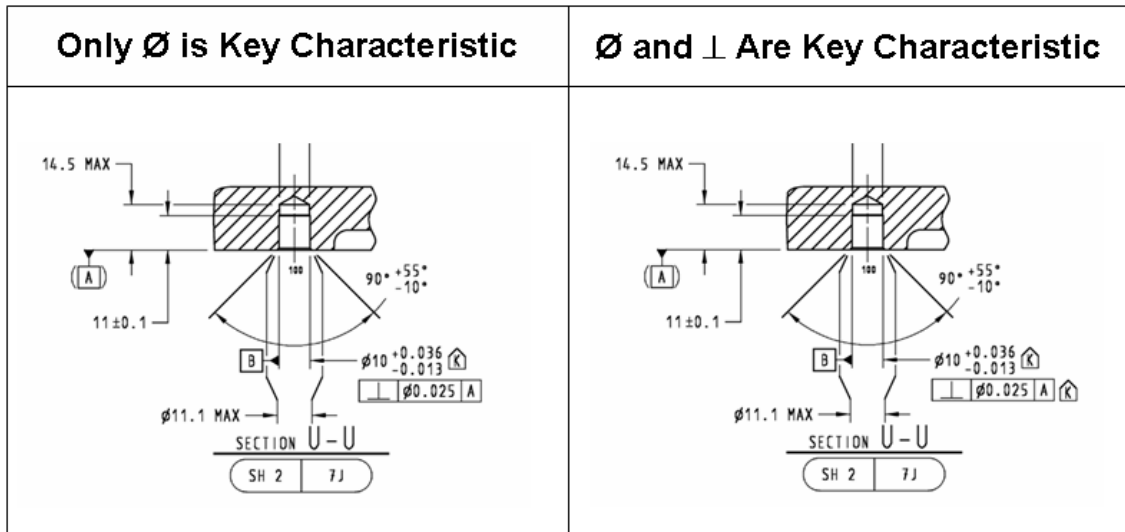 Only Ø is Key Characteristic
Ø and ⊥ Are Key Characteristic
14.5 MAX
A
11±0.1
100
90° +55°
-10°
B
ø10 +0.036
-0.013 K
⊥ ø0.025 A
ø11.1 MAX
SECTION U-U
SH 2 7J
14.5 MAX
A
11±0.1
100
90° +55°
-10°
B
ø10 +0.036
-0.013 K
⊥ ø0.025 A K
ø11.1 MAX
SECTION U-U
SH 2 7J